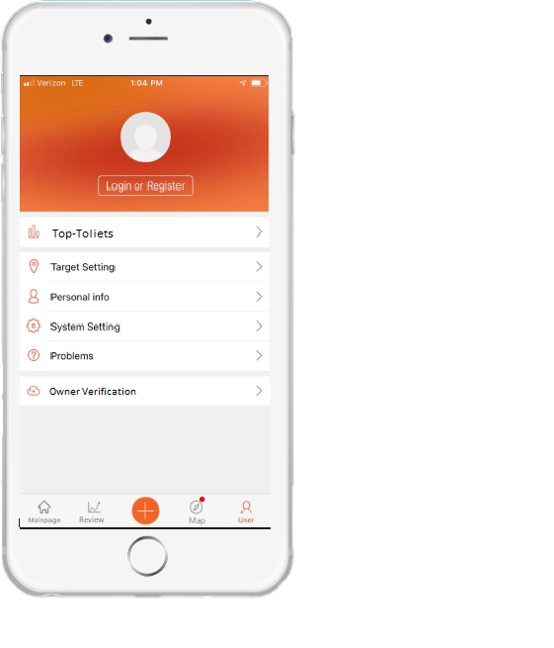 Verizon LTE 1:04 PM
Login or Register
Top-Toliets
Target Setting
Personal info
System Setting
Problems
Owner Verification
Mainpage Review Map User